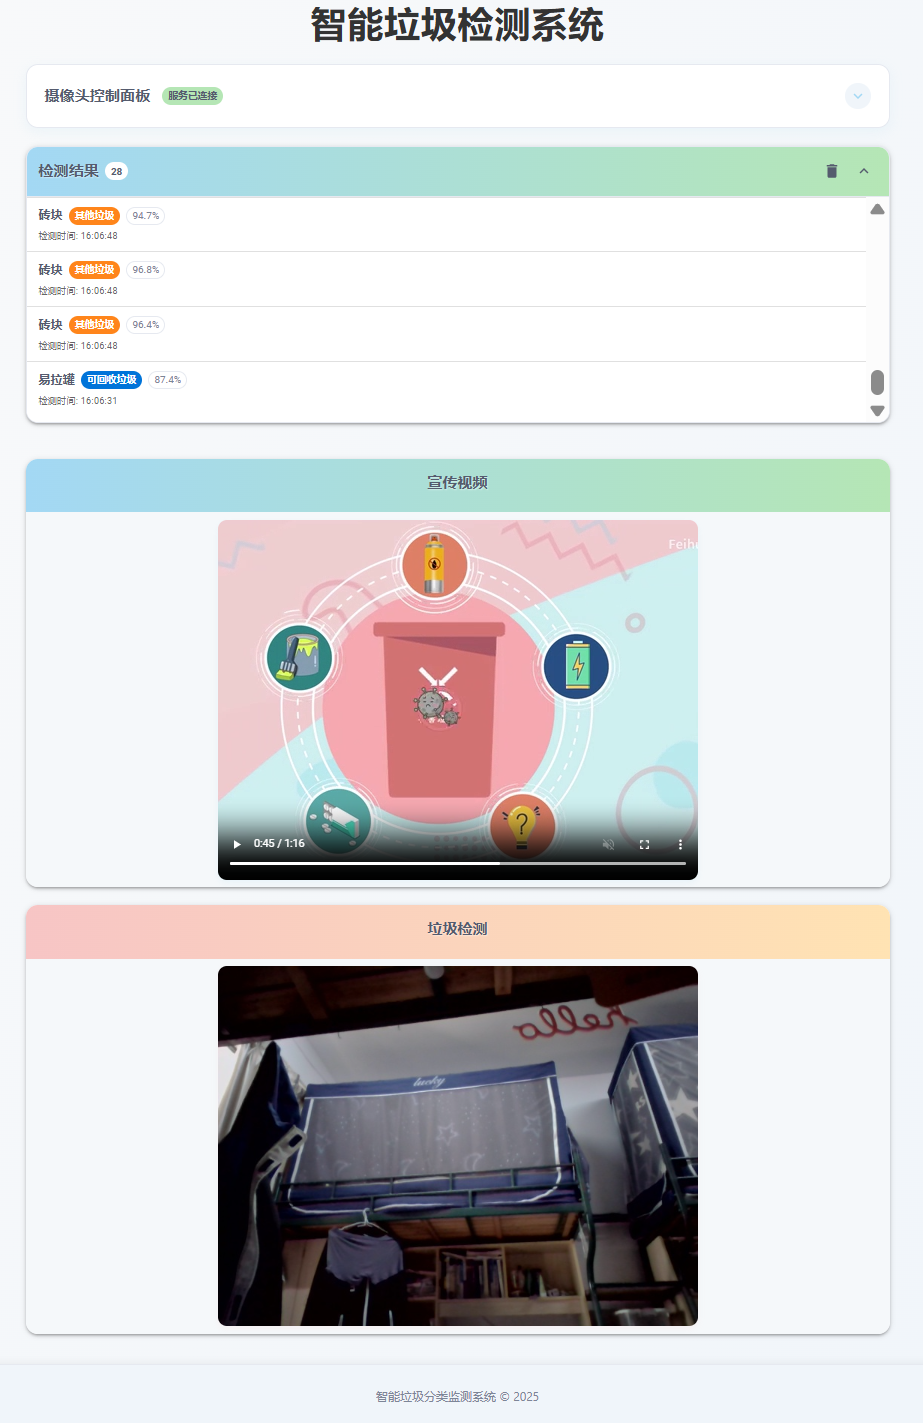 智能垃圾检测系统
摄像头控制面板 服务已连接
检测结果 28
砖块 其他垃圾 94.7%
检测时间: 16:06:48
砖块 其他垃圾 96.8%
检测时间: 16:06:48
砖块 其他垃圾 96.4%
检测时间: 16:06:48
易拉罐 可回收垃圾 87.4%
检测时间: 16:06:31
宣传视频
0:45 / 1:16
垃圾检测
hello
lucky
智能垃圾分类监测系统 © 2025